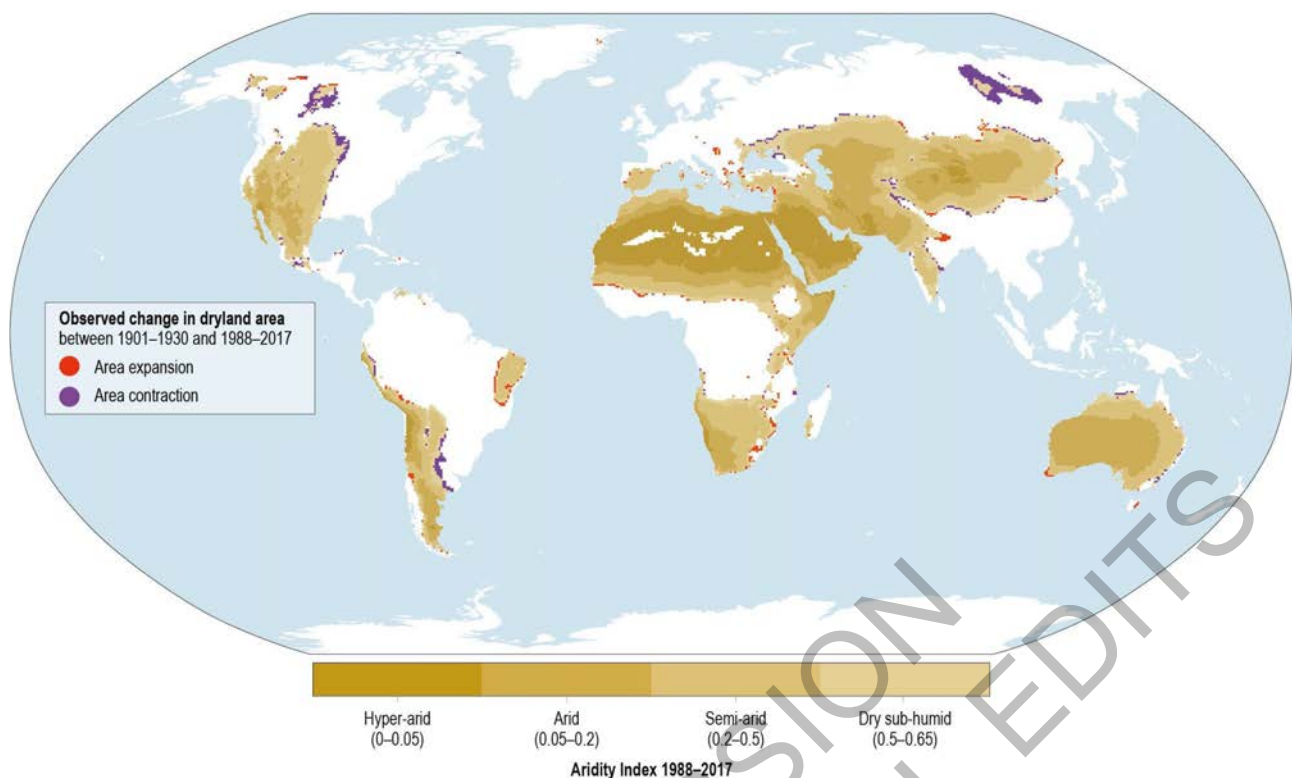 Observed change in dryland area
between 1901–1930 and 1988–2017
Area expansion
Area contraction
Hyper-arid
(0–0.05)
Arid
(0.05–0.2)
Semi-arid
(0.2–0.5)
Dry sub-humid
(0.5–0.65)
Aridity Index 1988–2017
SION
EDITS